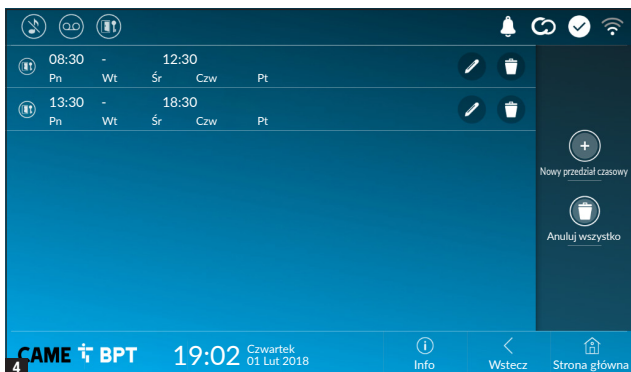 08:30 - 12:30
Pn Wt Śr Czw Pt
13:30 - 18:30
Pn Wt Śr Czw Pt
Nowy przedział czasowy
Anuluj wszystko
CAME BPT
19:02 Czwartek
01 Lut 2018
Info
Wstecz
Strona główna
4